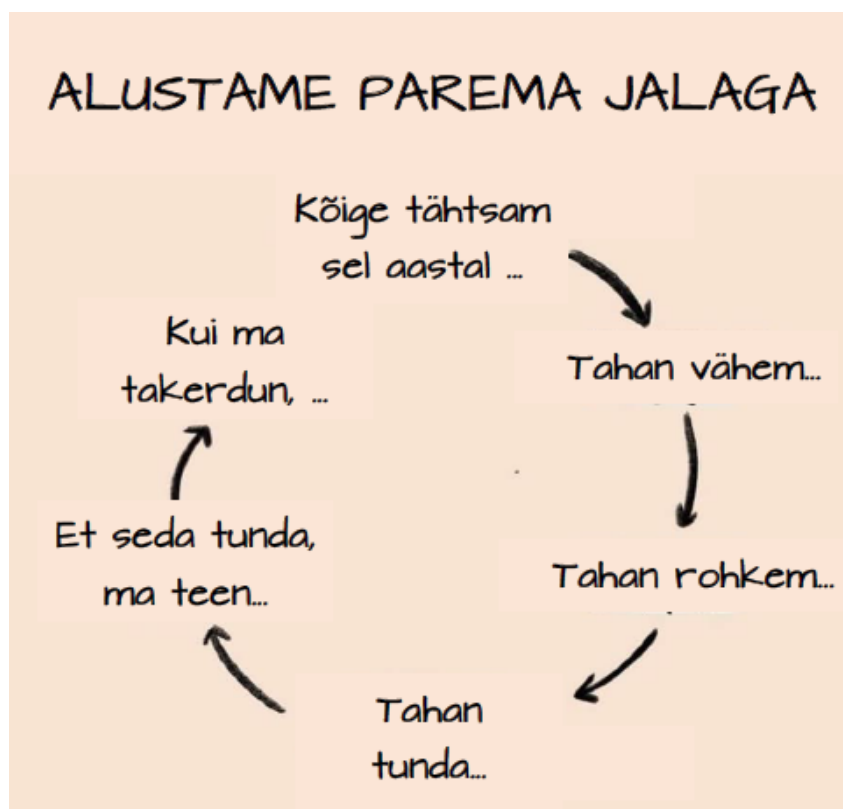 ALUSTAME PAREMA JALAGA
Kõige tähtsam
sel aastal ...
Tahan vähem...
Tahan rohkem...
Tahan
tunda...
Et seda tunda,
ma teen...
Kui ma
takerdun, ...